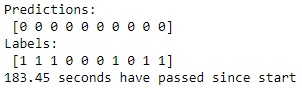 Predictions:
[0 0 0 0 0 0 0 0 0 0]
Labels:
[1 1 1 0 0 0 1 0 1 1]
183.45 seconds have passed since start